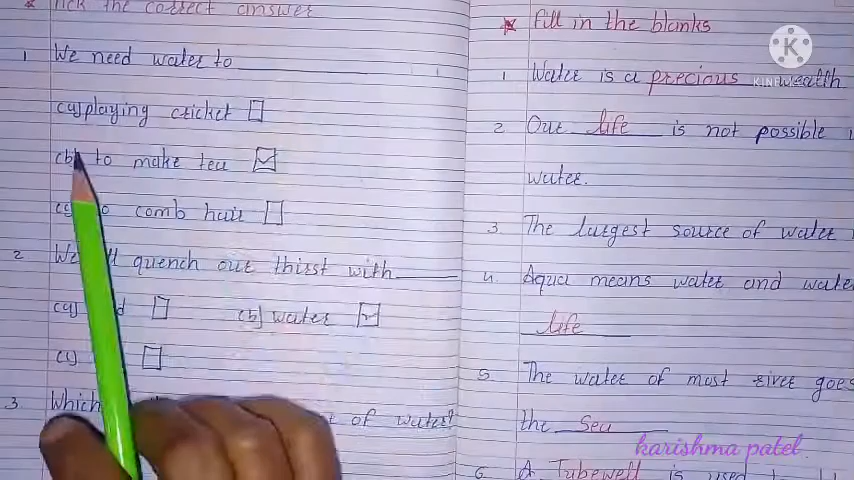 * Tick the correct answer
1 We need water to
(a) playing cricket
(b) to make tea
(c) to comb hair
2 We quench our thirst with
(a)
(b) water
(c)
3 Which of water?
* Fill in the blanks
1 Water is a precious wealth
2 Our life is not possible
water.
3 The largest source of water
4 Aqua means water and water
life
5 The water of most river goes
the Sea
6 A Tubewell is used to
K
KINEMASTER
karishma patel